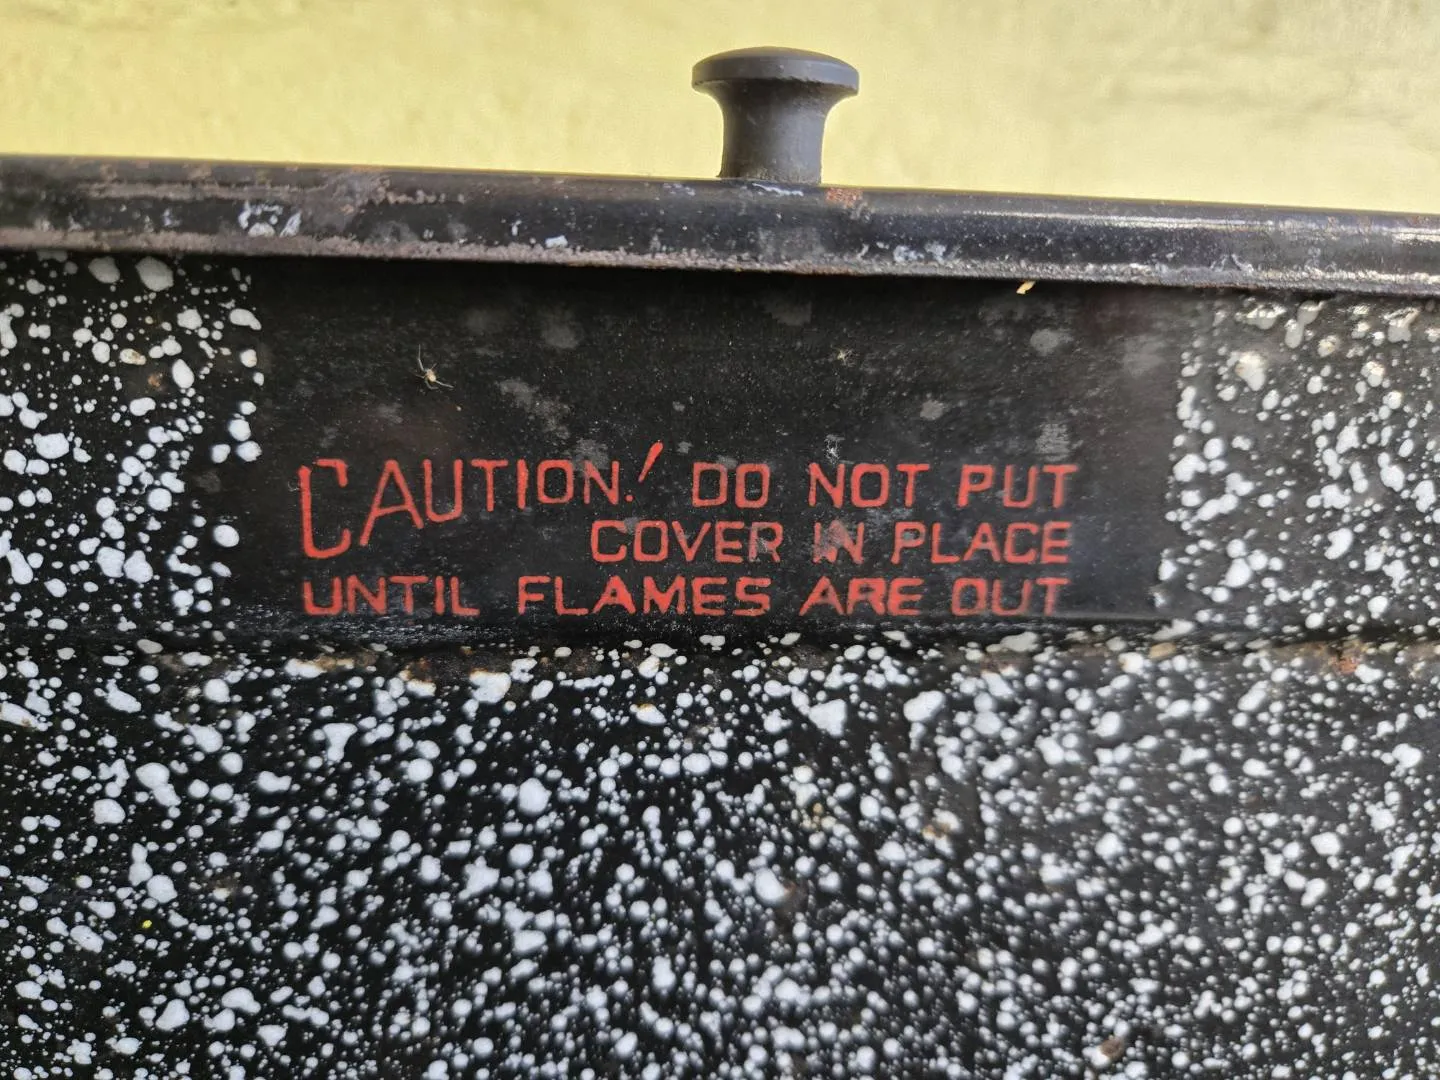 CAUTION! DO NOT PUT
COVER IN PLACE
UNTIL FLAMES ARE OUT